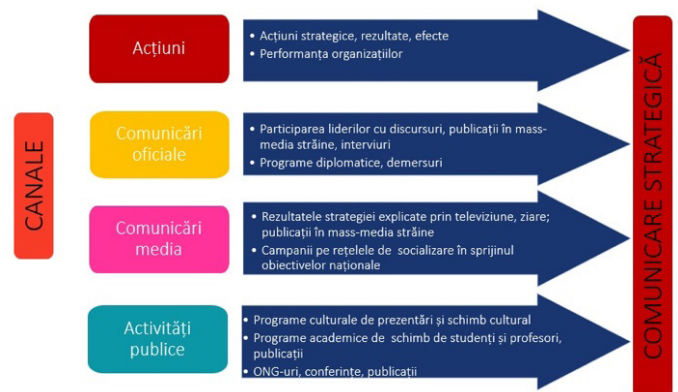 CANALE
Acțiuni
• Acțiuni strategice, rezultate, efecte
• Performanța organizațiilor
Comunicări
oficiale
• Participarea liderilor cu discursuri, publicații în mass-
media străine, interviuri
• Programe diplomatice, demersuri
Comunicări
media
• Rezultatele strategiei explicate prin televiziune, ziare;
publicații în mass-media străine
• Campanii pe rețelele de socializare în sprijinul
obiectivelor naționale
Activități
publice
• Programe culturale de prezentări și schimb cultural
• Programe academice de schimb de studenți și profesori,
publicații
• ONG-uri, conferințe, publicații
COMUNICARE STRATEGICĂ